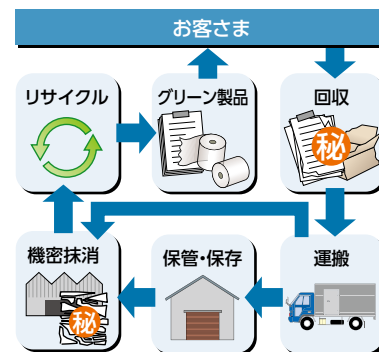 お客さま
リサイクル
グリーン製品
回収
秘
機密抹消
秘
保管・保存
運搬